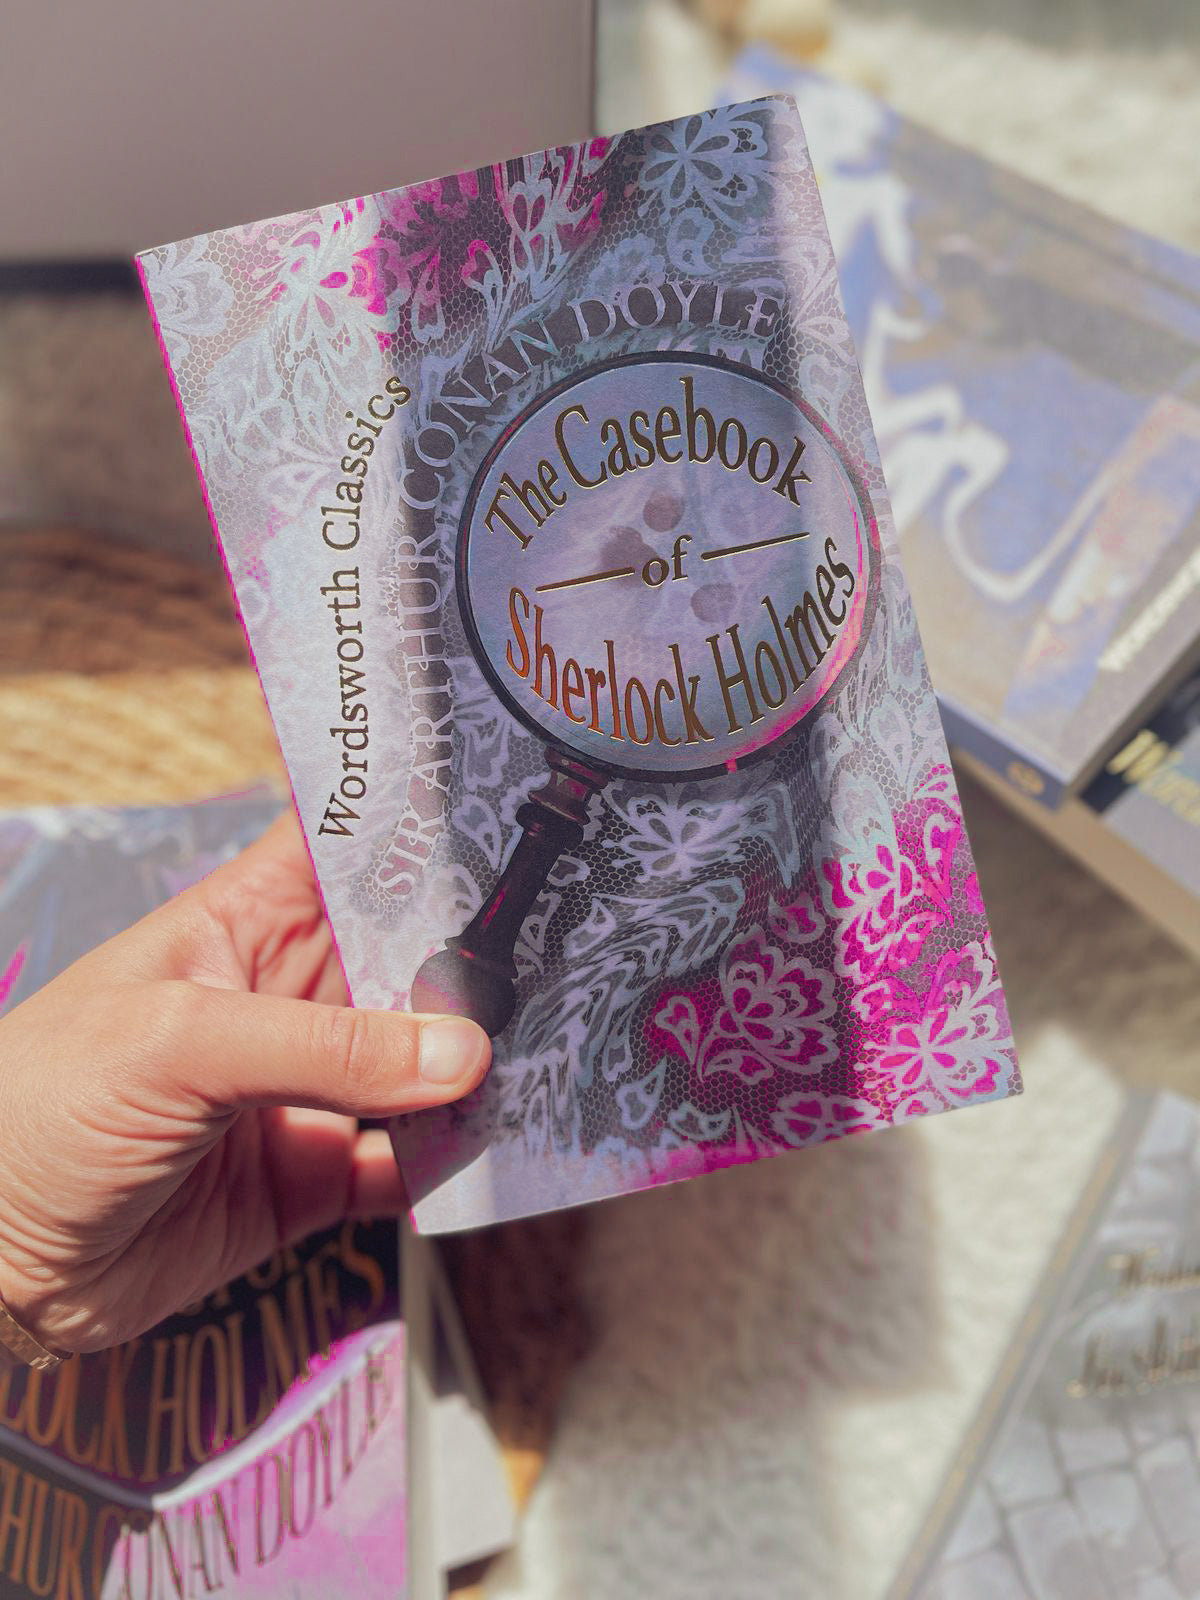 Wordsworth Classics
SIR ARTHUR CONAN DOYLE
The Casebook
of
Sherlock Holmes
LOCK HOLMES
THUR CONAN DOYLE